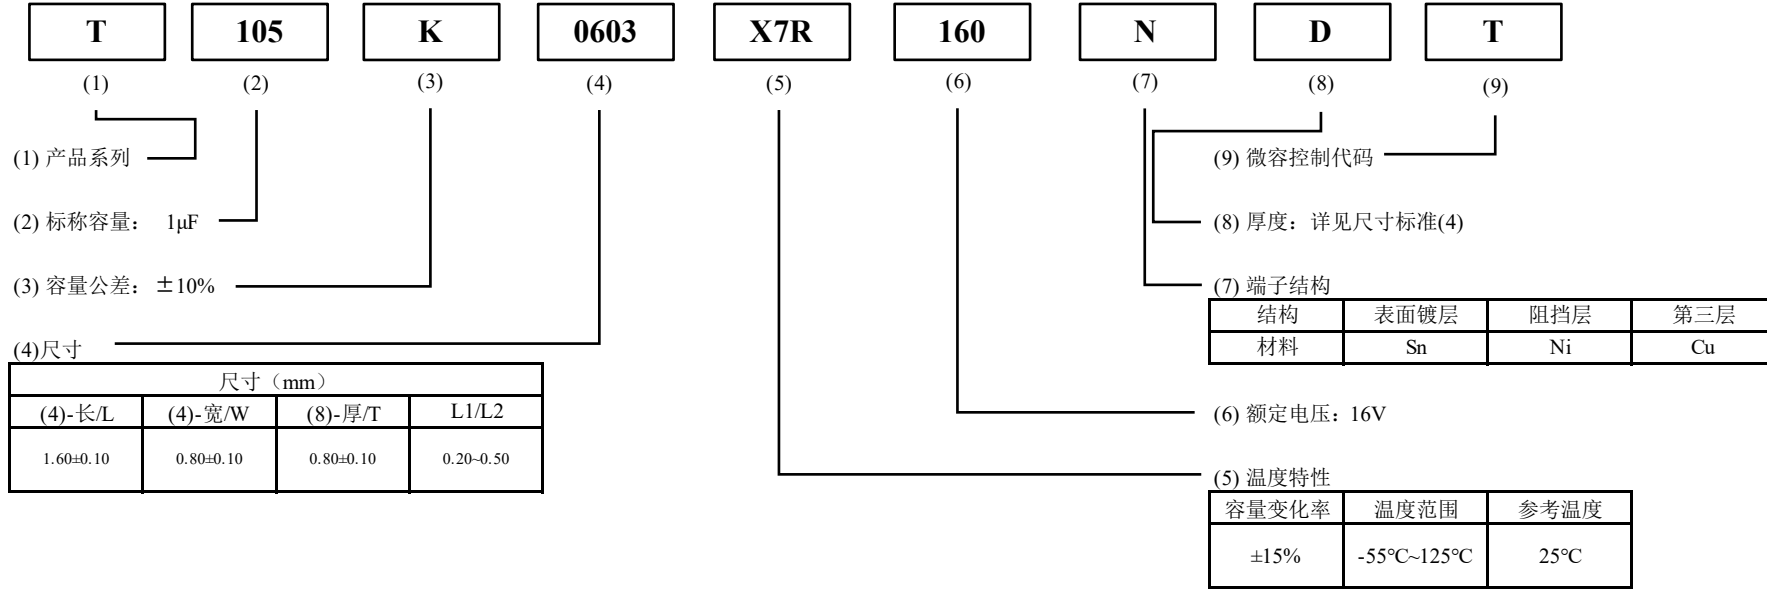 T 105 K 0603 X7R 160 N D T
(1) (2) (3) (4) (5) (6) (7) (8) (9)
(1) 产品系列
(2) 标称容量： 1μF
(3) 容量公差：±10%
(4)尺寸
尺寸（mm）
(4)-长/L (4)-宽/W (8)-厚/T L1/L2
1.60±0.10 0.80±0.10 0.80±0.10 0.20~0.50
(9) 微容控制代码
(8) 厚度：详见尺寸标准(4)
(7) 端子结构
结构 表面镀层 阻挡层 第三层
材料 Sn Ni Cu
(6) 额定电压：16V
(5) 温度特性
容量变化率 温度范围 参考温度
±15% -55℃~125℃ 25℃